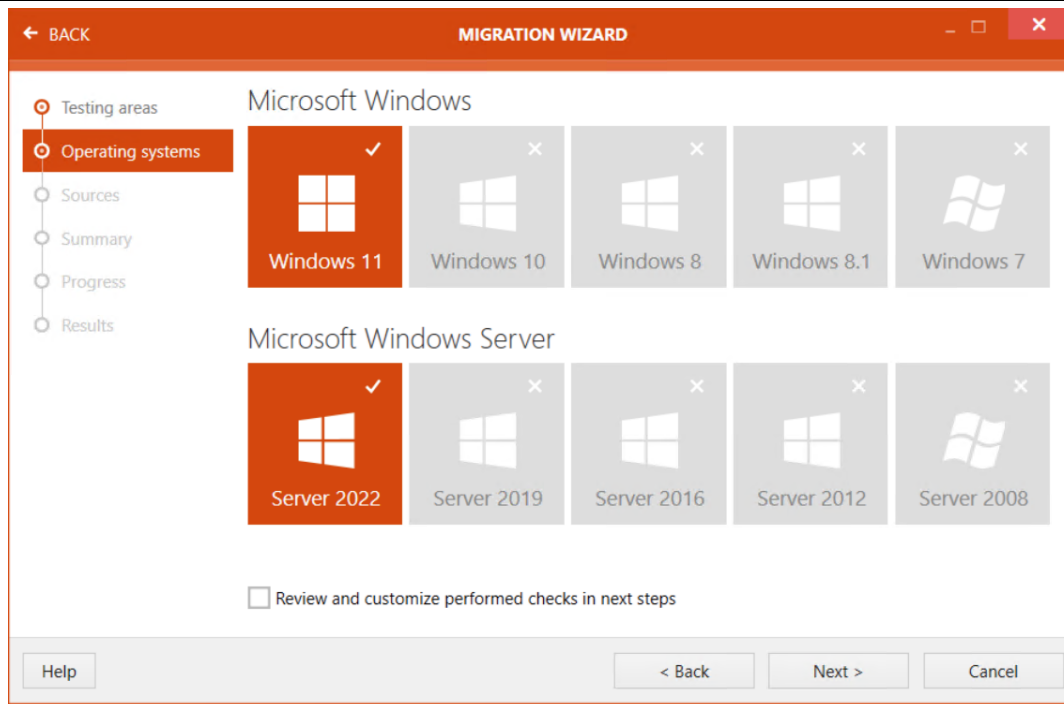 BACK
MIGRATION WIZARD
Testing areas
Operating systems
Sources
Summary
Progress
Results
Microsoft Windows
Windows 11
Windows 10
Windows 8
Windows 8.1
Windows 7
Microsoft Windows Server
Server 2022
Server 2019
Server 2016
Server 2012
Server 2008
Review and customize performed checks in next steps
Help
< Back
Next >
Cancel